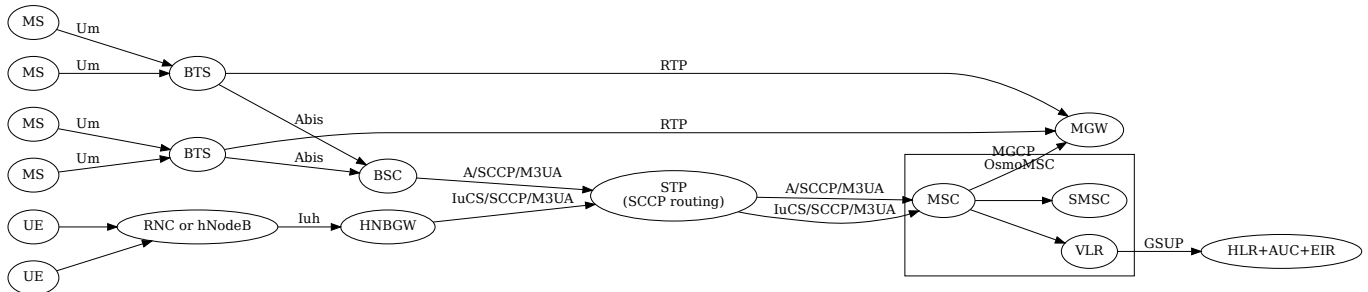 MS
Um
MS
Um
BTS
RTP
MS
Um
Abis
RTP
MGW
MS
Um
BTS
Abis
BSC
A/SCCP/M3UA
STP
(SCCP routing)
A/SCCP/M3UA
MGCP
OsmoMSC
MSC
SMSC
UE
RNC or hNodeB
Iuh
HNBGW
IuCS/SCCP/M3UA
IuCS/SCCP/M3UA
VLR
GSUP
HLR+AUC+EIR
UE